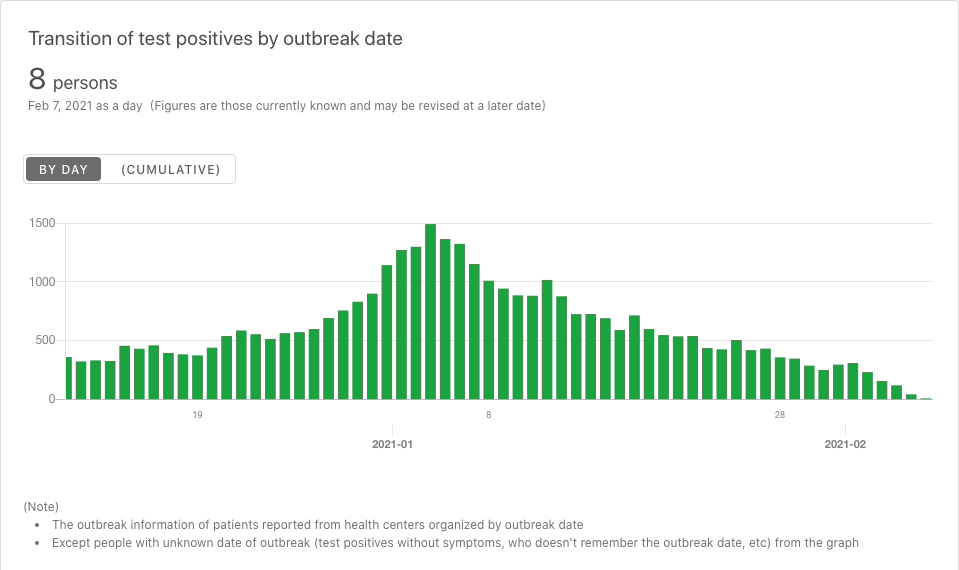 Transition of test positives by outbreak date
8 persons
Feb 7, 2021 as a day (Figures are those currently known and may be revised at a later date)
BY DAY (CUMULATIVE)
1500
1000
500
0
19 8 28
2021-01 2021-02
(Note)
• The outbreak information of patients reported from health centers organized by outbreak date
• Except people with unknown date of outbreak (test positives without symptoms, who doesn't remember the outbreak date, etc) from the graph